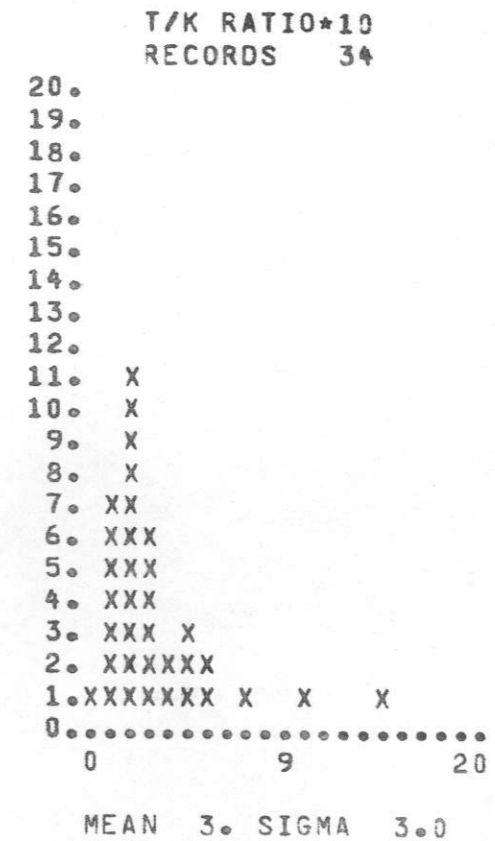 T/K RATIO*10
RECORDS   34
20.
19.
18.
17.
16.
15.
14.
13.
12.
11.  X
10.  X
 9.  X
 8.  X
 7. XX
 6. XXX
 5. XXX
 4. XXX
 3. XXX X
 2. XXXXXX
 1.XXXXXXX X  X   X
 0......................
   0         9        20
MEAN  3. SIGMA  3.0